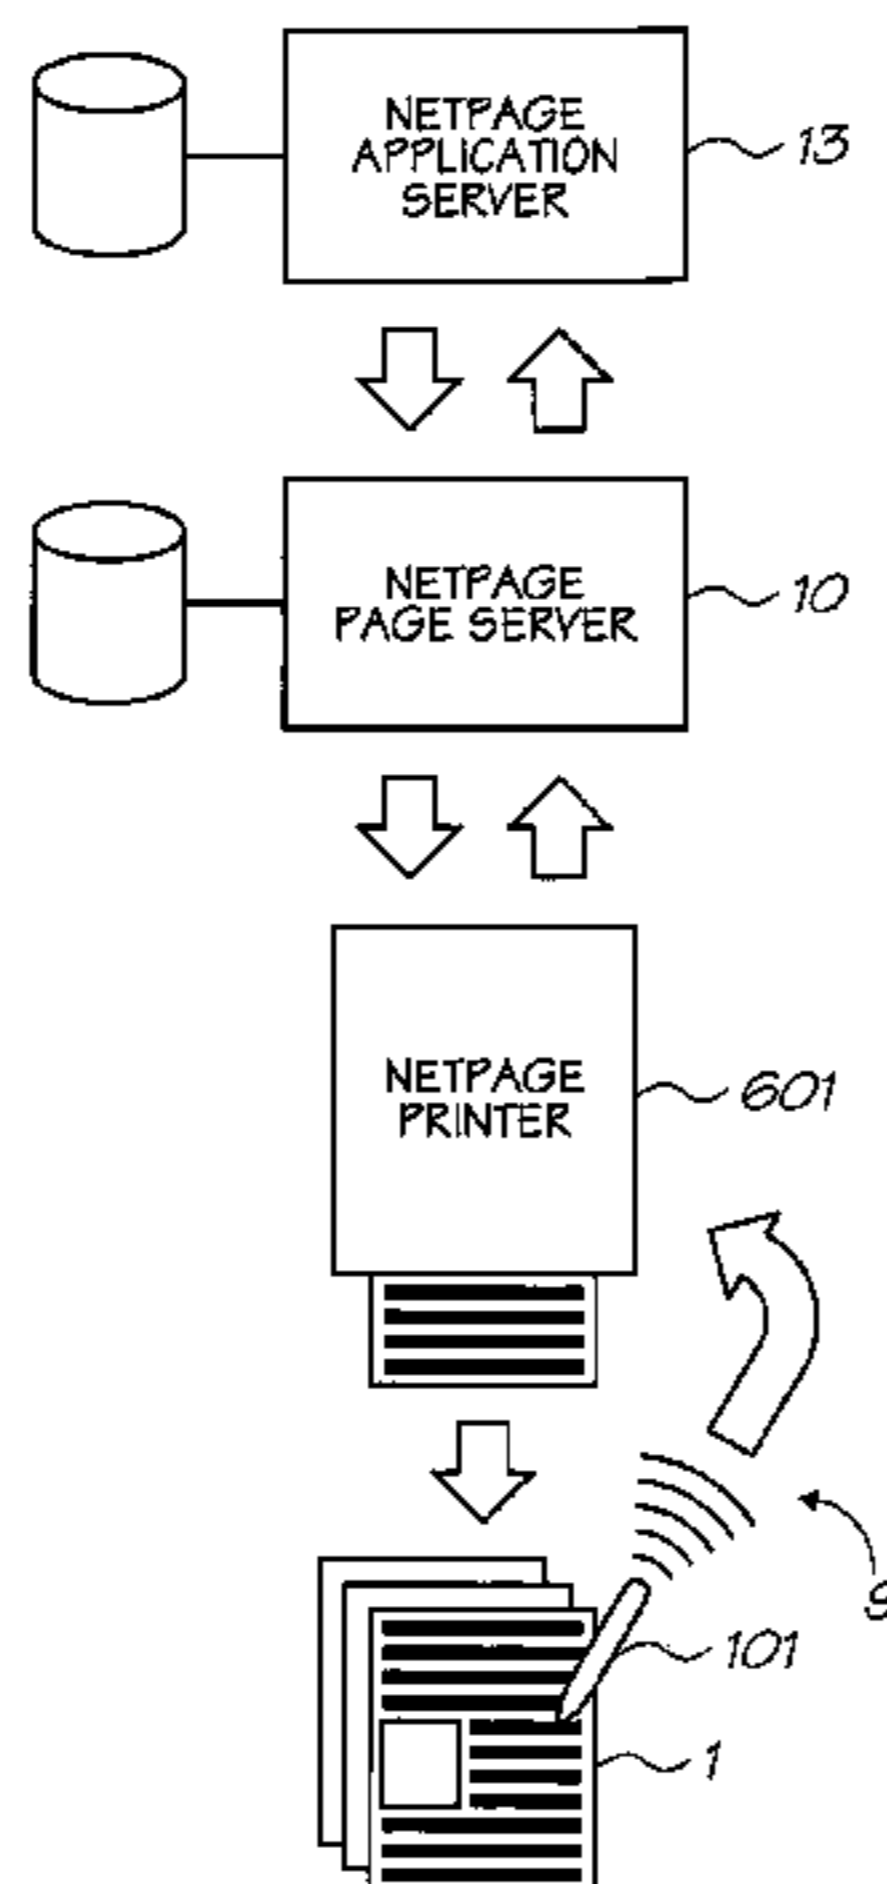 NETPAGE
APPLICATION
SERVER
13
NETPAGE
PAGE SERVER
10
NETPAGE
PRINTER
601
101
1